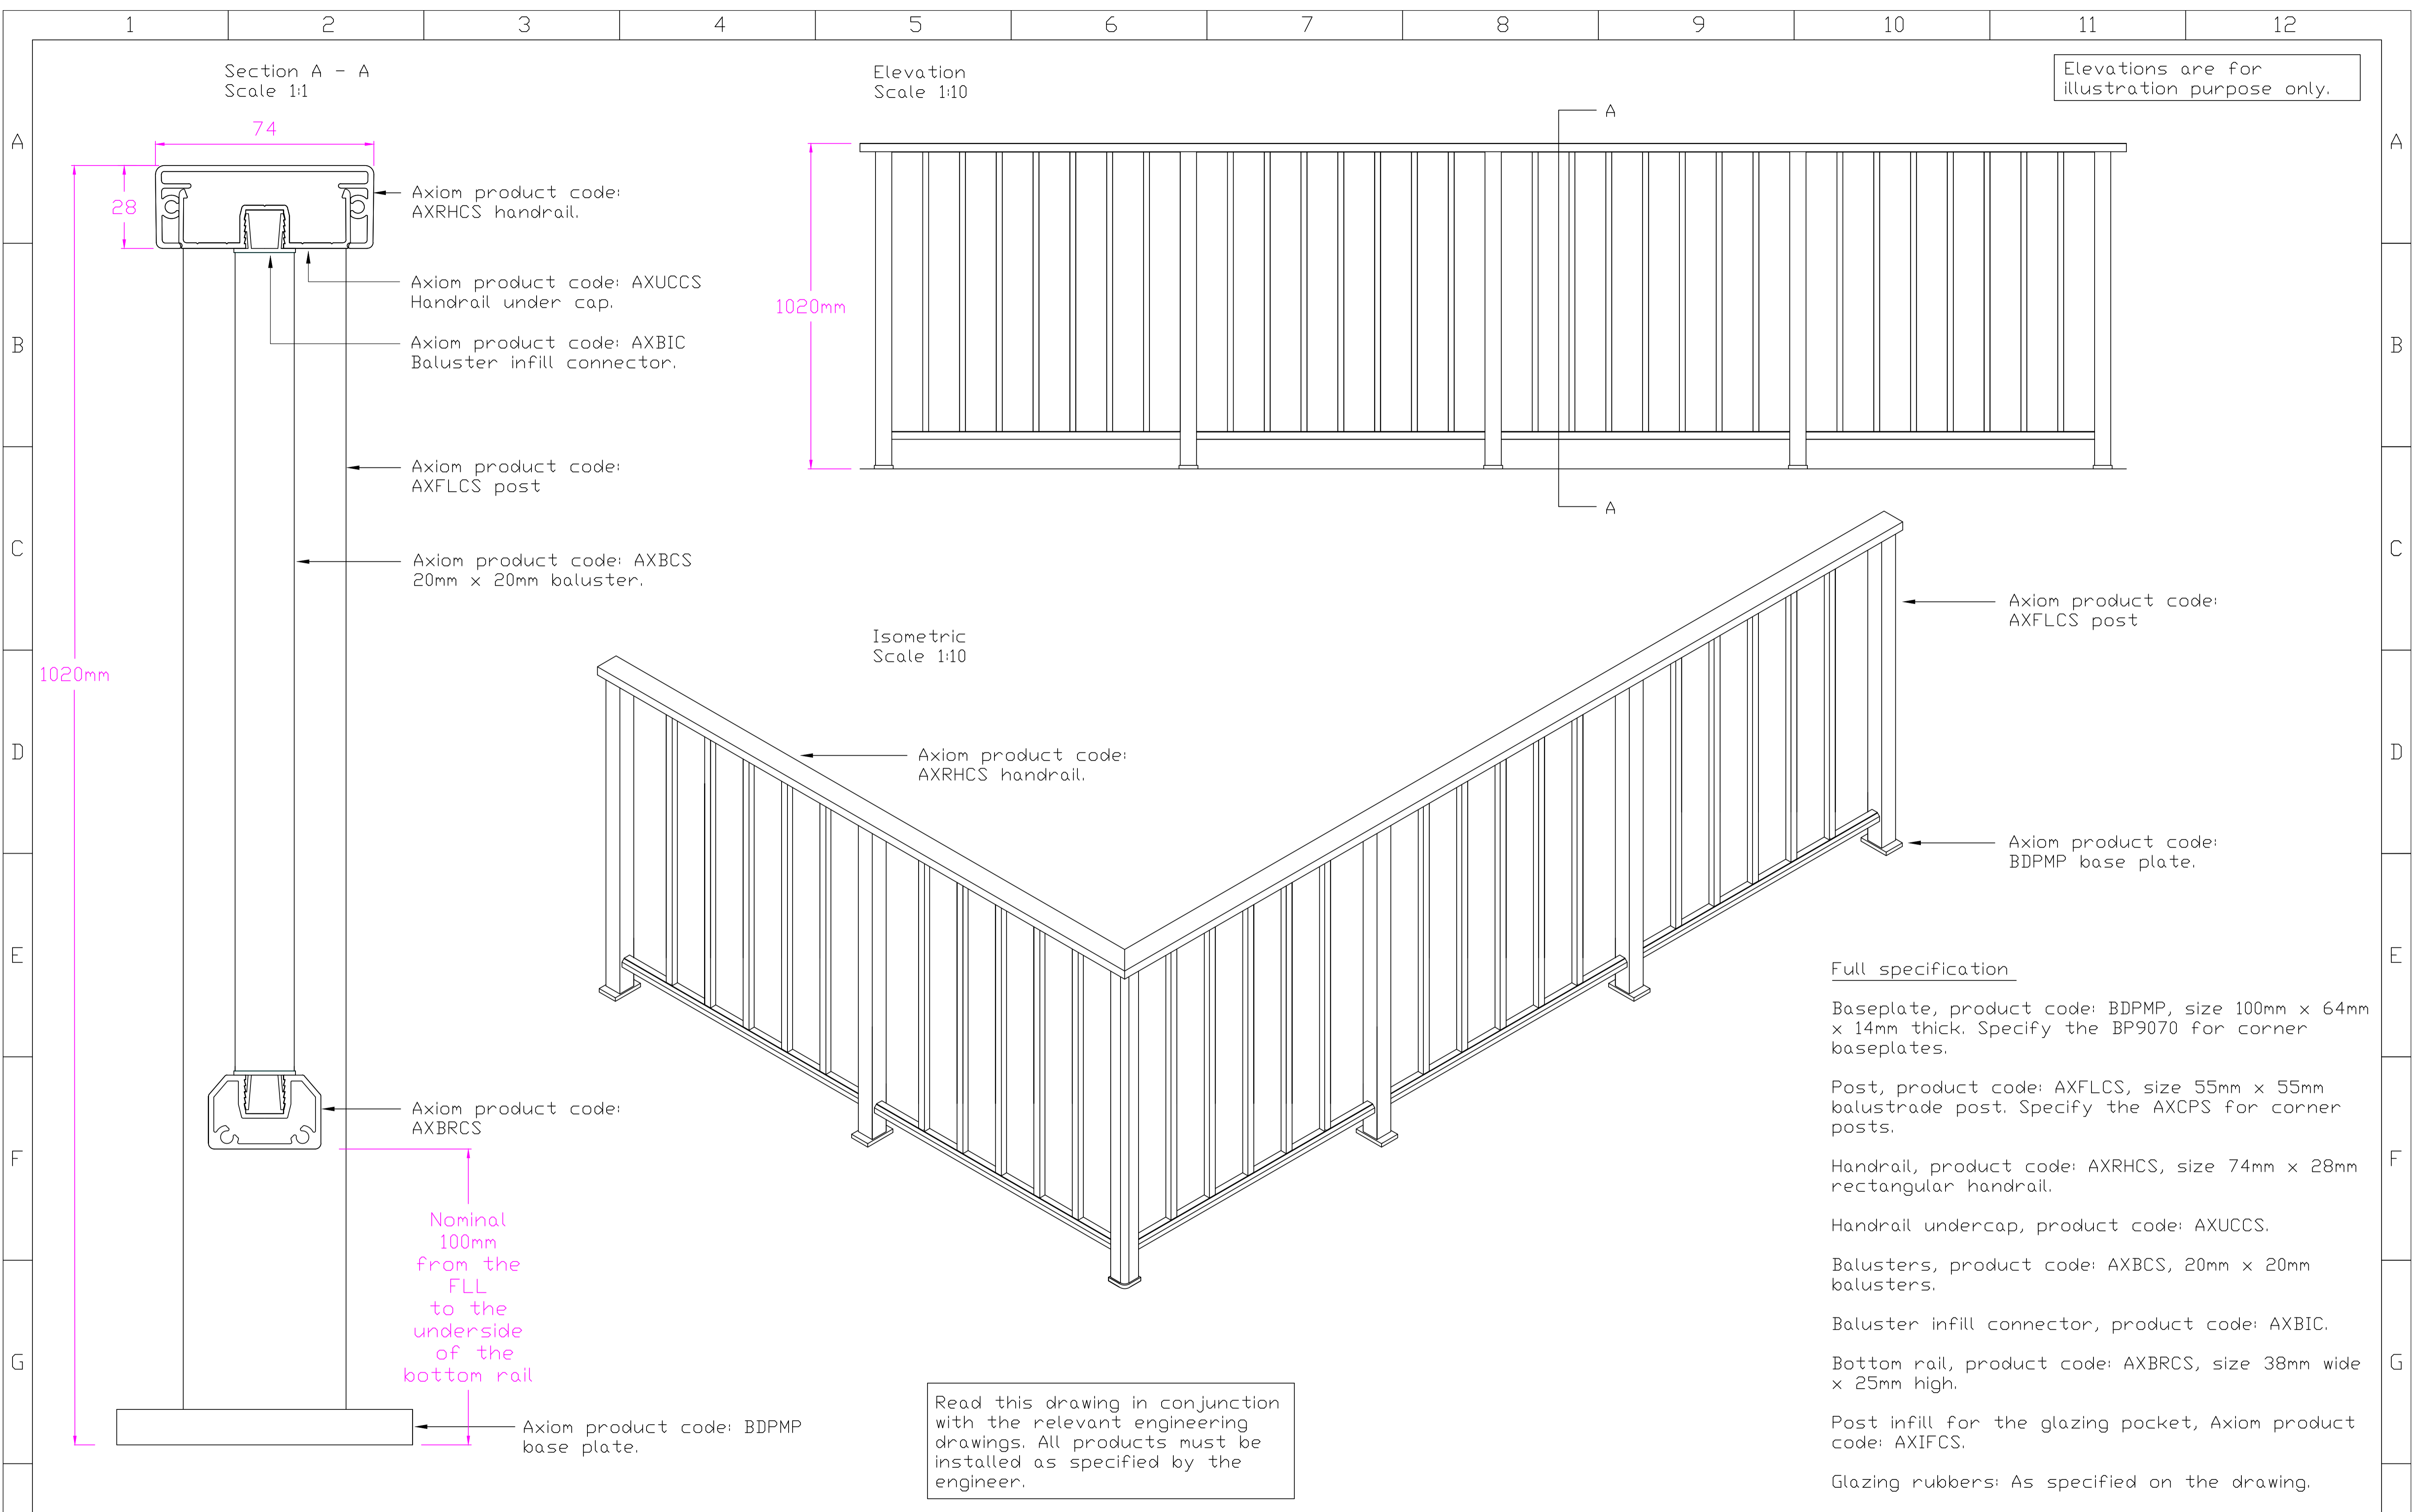 1 2 3 4 5 6 7 8 9 10 11 12
Section A - A
Scale 1:1
Elevation
Scale 1:10
Elevations are for
illustration purpose only.
A
B
C
D
E
F
G
A
B
C
D
E
F
G
74
28
1020mm
Axiom product code:
AXRHCS handrail.
Axiom product code: AXUCCS
Handrail under cap.
Axiom product code: AXBIC
Baluster infill connector.
Axiom product code:
AXFLCS post
Axiom product code: AXBCS
20mm x 20mm baluster.
Axiom product code:
AXBRCS
Nominal
100mm
from the
FLL
to the
underside
of the
bottom rail
Axiom product code: BDPMP
base plate.
1020mm
A
A
Isometric
Scale 1:10
Axiom product code:
AXRHCS handrail.
Axiom product code:
AXFLCS post
Axiom product code:
BDPMP base plate.
Read this drawing in conjunction
with the relevant engineering
drawings. All products must be
installed as specified by the
engineer.
Full specification
Baseplate, product code: BDPMP, size 100mm x 64mm
x 14mm thick. Specify the BP9070 for corner
baseplates.
Post, product code: AXFLCS, size 55mm x 55mm
balustrade post. Specify the AXCPS for corner
posts.
Handrail, product code: AXRHCS, size 74mm x 28mm
rectangular handrail.
Handrail undercap, product code: AXUCCS.
Balusters, product code: AXBCS, 20mm x 20mm
balusters.
Baluster infill connector, product code: AXBIC.
Bottom rail, product code: AXBRCS, size 38mm wide
x 25mm high.
Post infill for the glazing pocket, Axiom product
code: AXIFCS.
Glazing rubbers: As specified on the drawing.